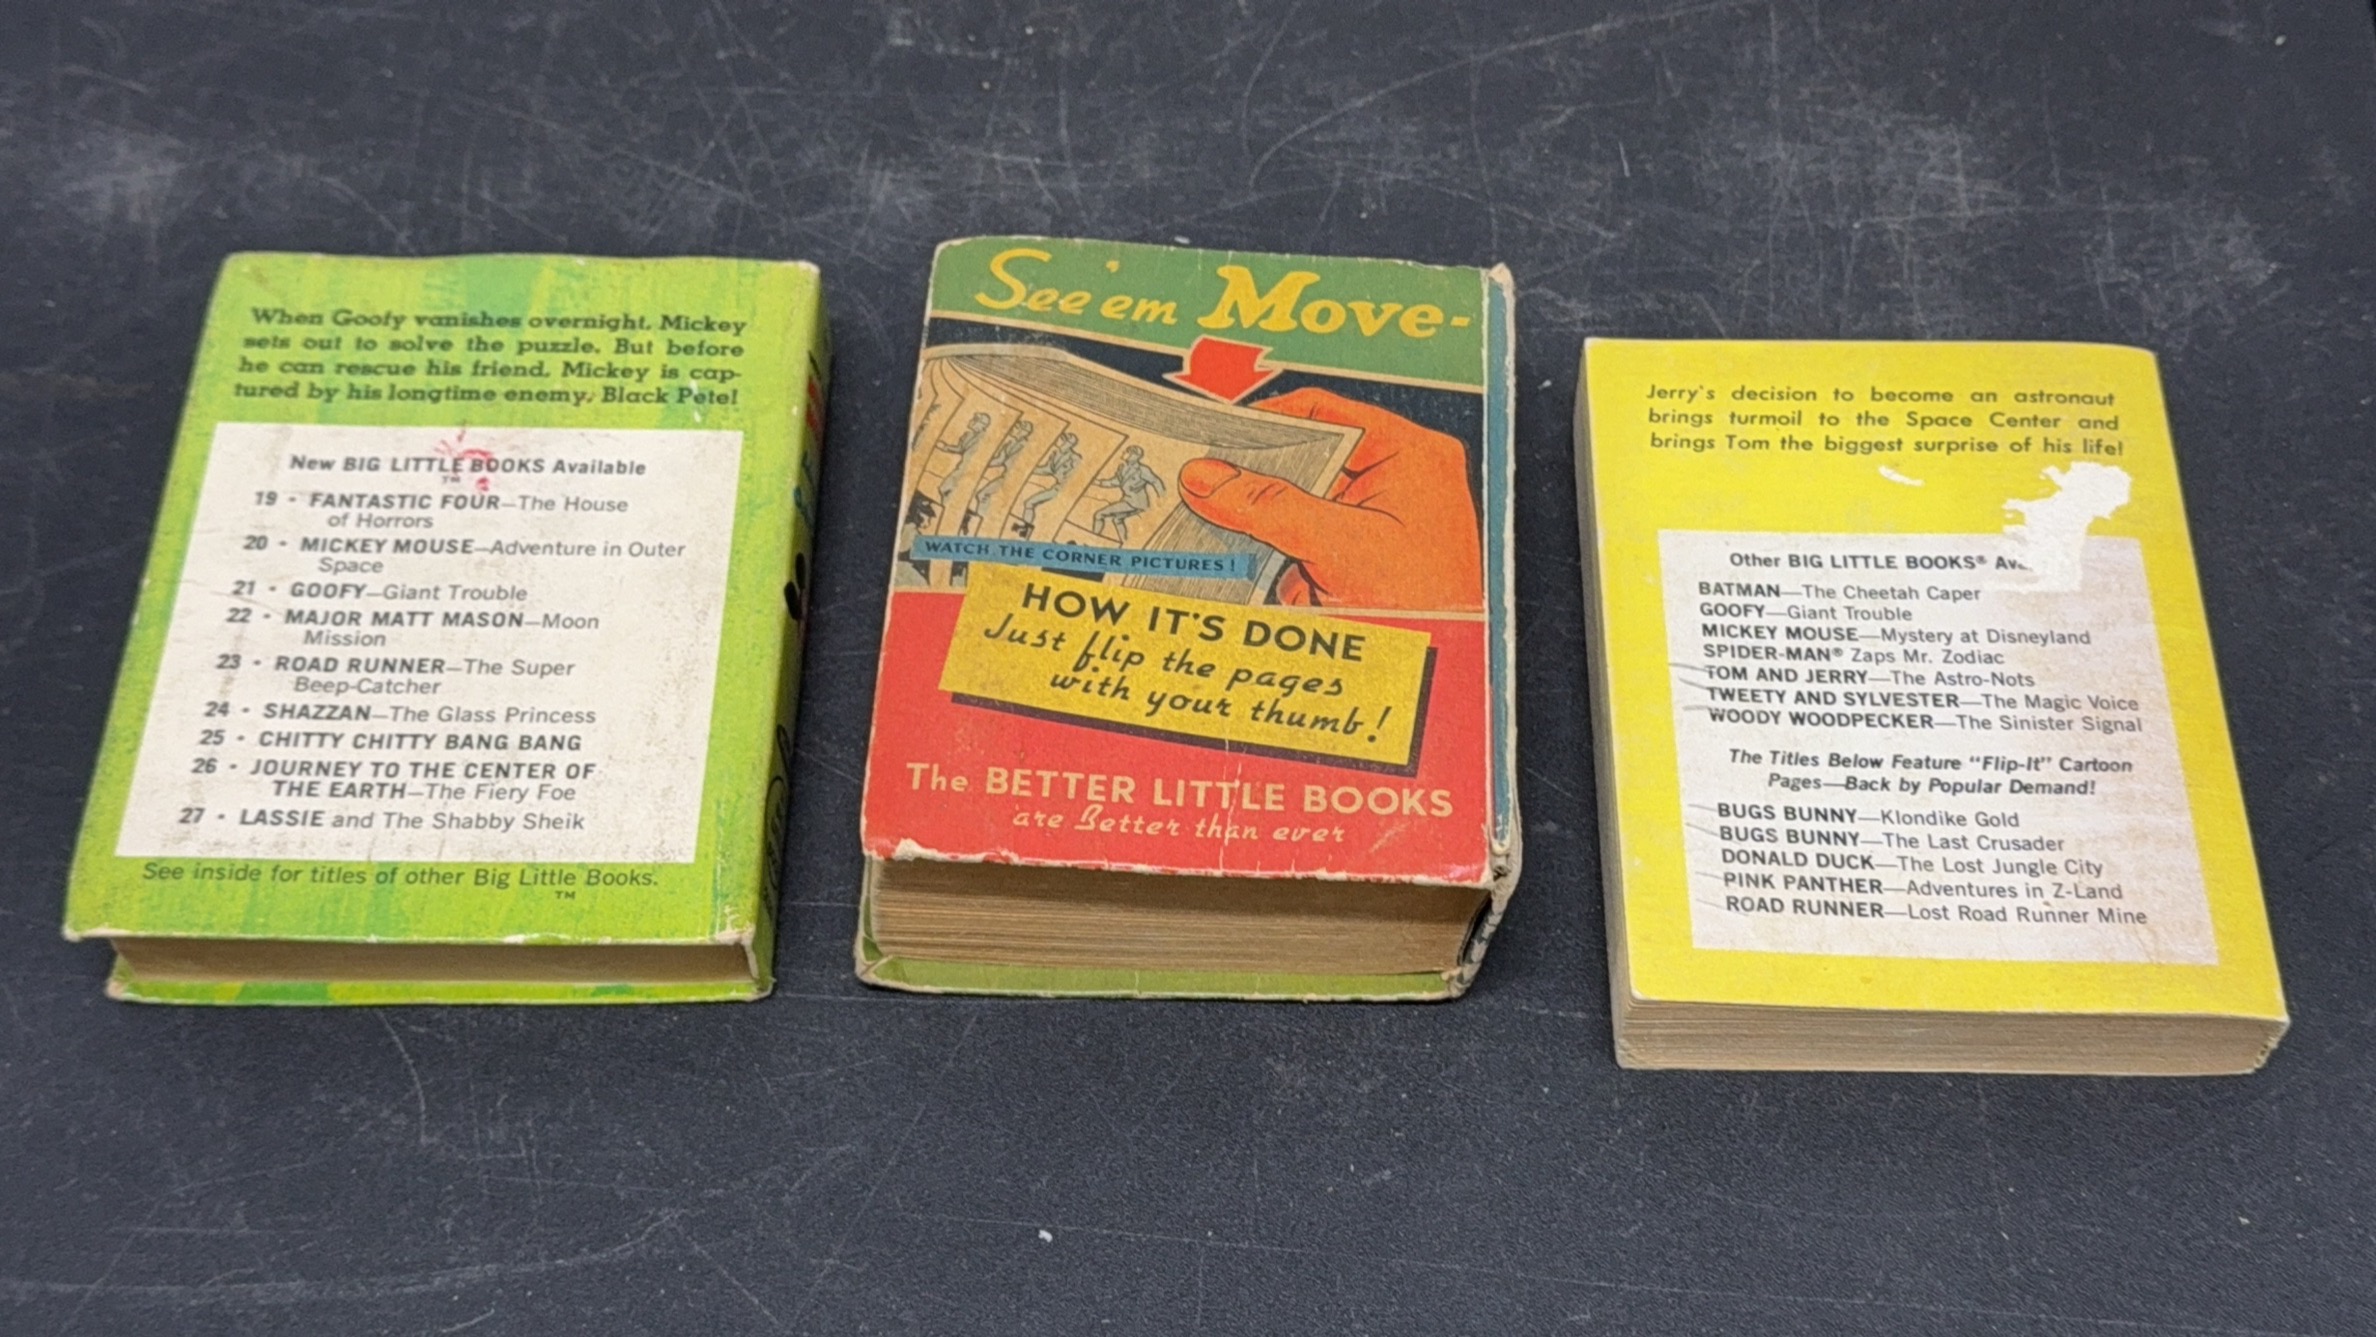 When Goofy vanishes overnight, Mickey
sets out to solve the puzzle. But before
he can rescue his friend, Mickey is cap-
tured by his longtime enemy, Black Pete!
New BIG LITTLE BOOKS Available
TM
19 • FANTASTIC FOUR—The House
of Horrors
20 • MICKEY MOUSE—Adventure in Outer
Space
21 • GOOFY—Giant Trouble
22 • MAJOR MATT MASON—Moon
Mission
23 • ROAD RUNNER—The Super
Beep-Catcher
24 • SHAZZAN—The Glass Princess
25 • CHITTY CHITTY BANG BANG
26 • JOURNEY TO THE CENTER OF
THE EARTH—The Fiery Foe
27 • LASSIE and The Shabby Sheik
See inside for titles of other Big Little Books.
TM
See 'em Move-
WATCH THE CORNER PICTURES!
HOW IT'S DONE
Just flip the pages
with your thumb!
The BETTER LITTLE BOOKS
are Better than ever
Jerry's decision to become an astronaut
brings turmoil to the Space Center and
brings Tom the biggest surprise of his life!
Other BIG LITTLE BOOKS® Av
BATMAN—The Cheetah Caper
GOOFY—Giant Trouble
MICKEY MOUSE—Mystery at Disneyland
SPIDER-MAN® Zaps Mr. Zodiac
TOM AND JERRY—The Astro-Nots
TWEETY AND SYLVESTER—The Magic Voice
WOODY WOODPECKER—The Sinister Signal
The Titles Below Feature "Flip-It" Cartoon
Pages—Back by Popular Demand!
BUGS BUNNY—Klondike Gold
BUGS BUNNY—The Last Crusader
DONALD DUCK—The Lost Jungle City
PINK PANTHER—Adventures in Z-Land
ROAD RUNNER—Lost Road Runner Mine